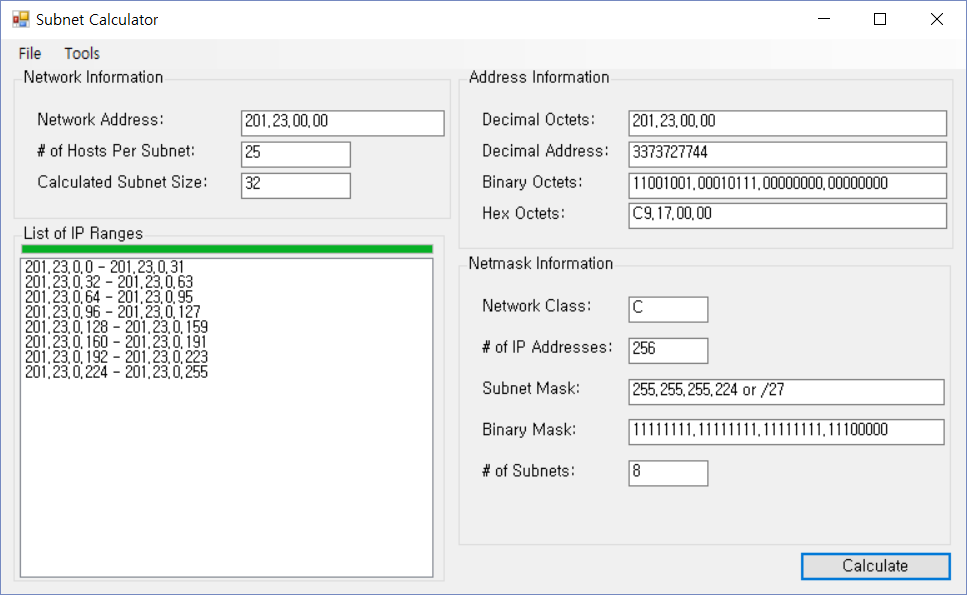 Subnet Calculator
File Tools
Network Information
Network Address: 201.23.00.00
# of Hosts Per Subnet: 25
Calculated Subnet Size: 32
List of IP Ranges
201.23.0.0 - 201.23.0.31
201.23.0.32 - 201.23.0.63
201.23.0.64 - 201.23.0.95
201.23.0.96 - 201.23.0.127
201.23.0.128 - 201.23.0.159
201.23.0.160 - 201.23.0.191
201.23.0.192 - 201.23.0.223
201.23.0.224 - 201.23.0.255
Address Information
Decimal Octets: 201.23.00.00
Decimal Address: 3373727744
Binary Octets: 11001001.00010111.00000000.00000000
Hex Octets: C9.17.00.00
Netmask Information
Network Class: C
# of IP Addresses: 256
Subnet Mask: 255.255.255.224 or /27
Binary Mask: 11111111.11111111.11111111.11100000
# of Subnets: 8
Calculate